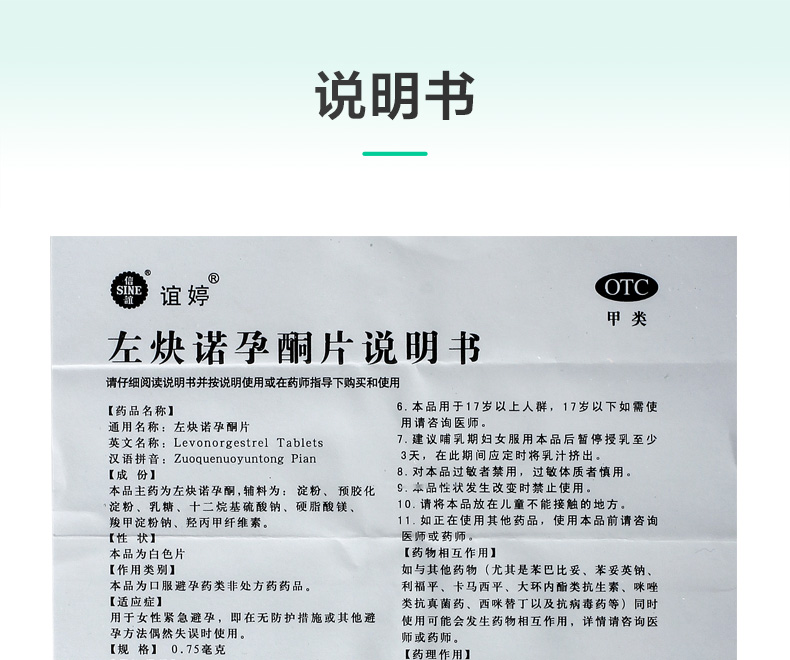 说明书
信
SINE
谊
®
谊婷®
OTC
甲类
左炔诺孕酮片说明书
请仔细阅读说明书并按说明使用或在药师指导下购买和使用
【药品名称】
通用名称：左炔诺孕酮片
英文名称：Levonorgestrel Tablets
汉语拼音：Zuoquenuoyuntong Pian
【成 份】
本品主药为左炔诺孕酮,辅料为：淀粉、预胶化
淀粉、乳糖、十二烷基硫酸钠、硬脂酸镁、
羧甲淀粉钠、羟丙甲纤维素。
【性 状】
本品为白色片
【作用类别】
本品为口服避孕药类非处方药药品。
【适应症】
用于女性紧急避孕，即在无防护措施或其他避
孕方法偶然失误时使用。
【规 格】 0.75毫克
6.本品用于17岁以上人群，17岁以下如需使
用请咨询医师。
7.建议哺乳期妇女服用本品后暂停授乳至少
3天，在此期间应定时将乳汁挤出。
8.对本品过敏者禁用，过敏体质者慎用。
9.本品性状发生改变时禁止使用。
10.请将本品放在儿童不能接触的地方。
11.如正在使用其他药品，使用本品前请咨询
医师或药师。
【药物相互作用】
如与其他药物（尤其是苯巴比妥、苯妥英钠、
利福平、卡马西平、大环内酯类抗生素、咪唑
类抗真菌药、西咪替丁以及抗病毒药等）同时
使用可能会发生药物相互作用，详情请咨询医
师或药师。
【药理作用】